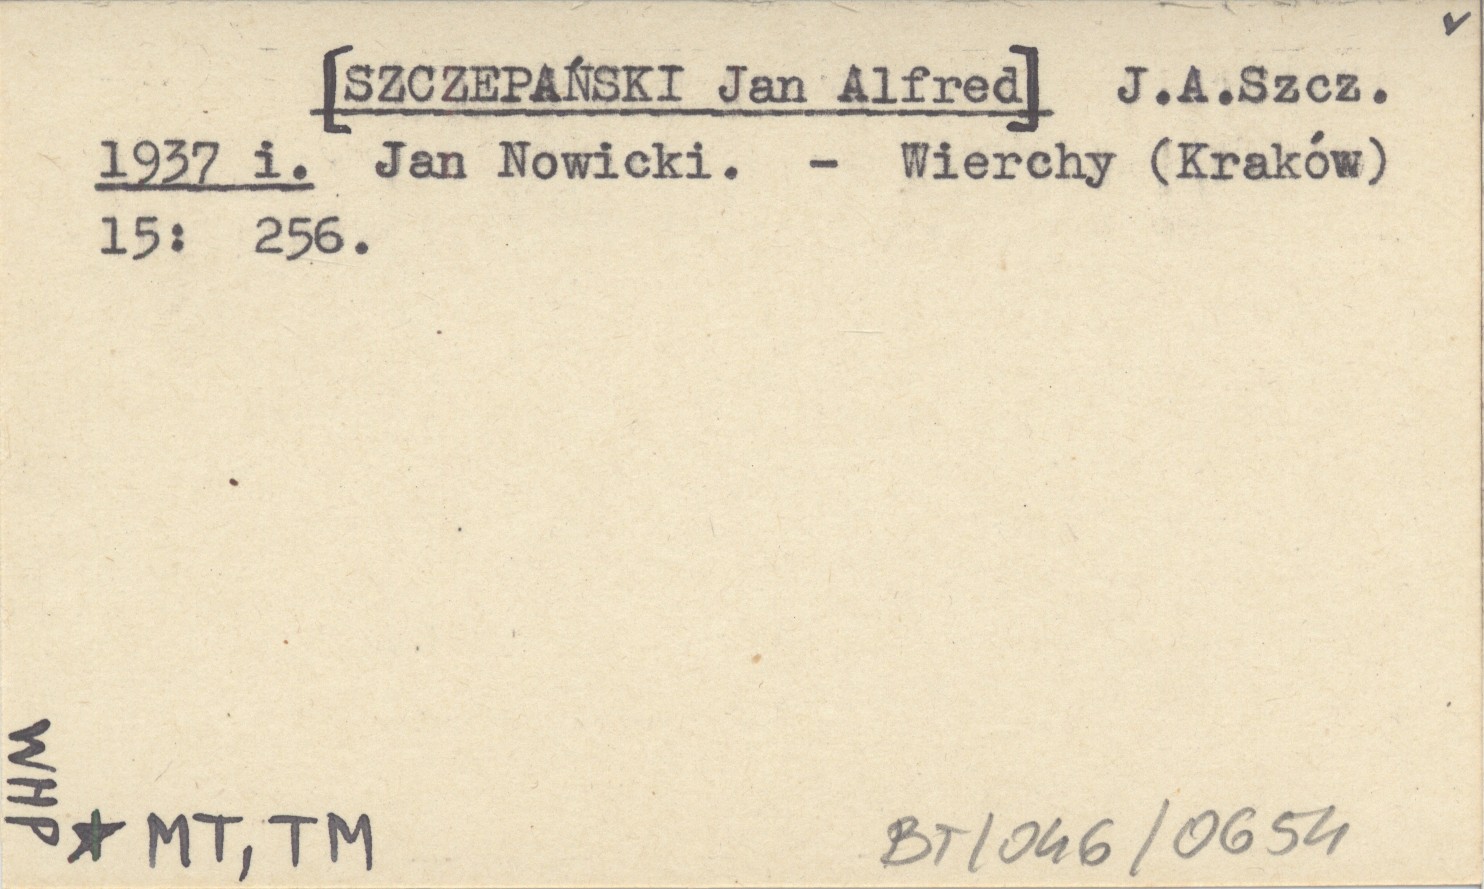 [SZCZEPAŃSKI Jan Alfred] J.A.Szcz.
1937 i. Jan Nowicki. - Wierchy (Kraków)
15: 256.
WHP
MT, TM
BT/046/0654